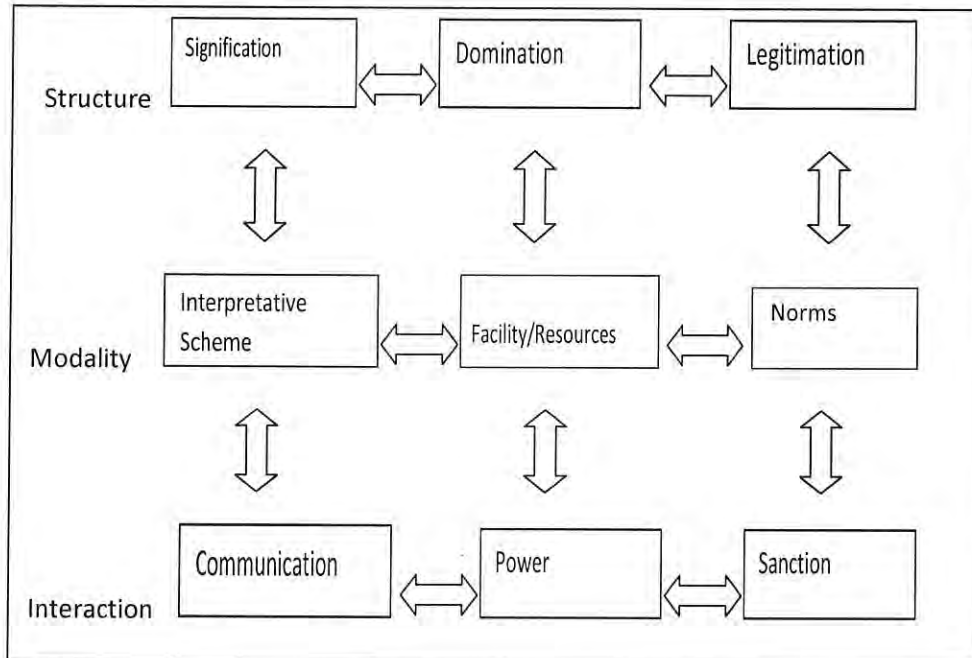 Signification
Domination
Legitimation
Structure
Interpretative
Scheme
Facility/Resources
Norms
Modality
Communication
Power
Sanction
Interaction